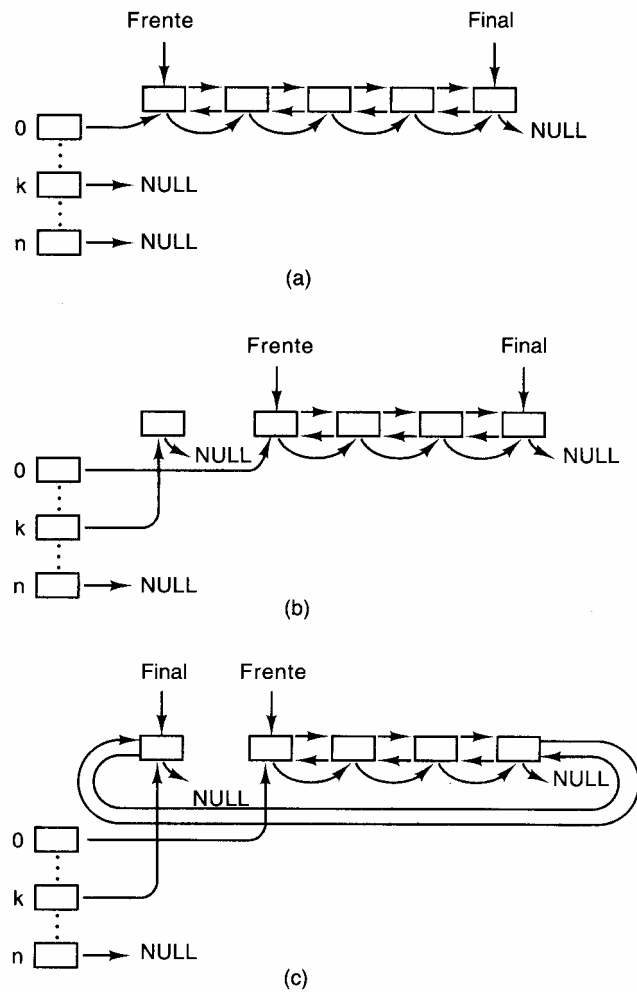 Frente Final
0 NULL
k NULL
n NULL
(a)
Frente Final
NULL NULL
0
k
n NULL
(b)
Final Frente
NULL NULL
0
k
n NULL
(c)